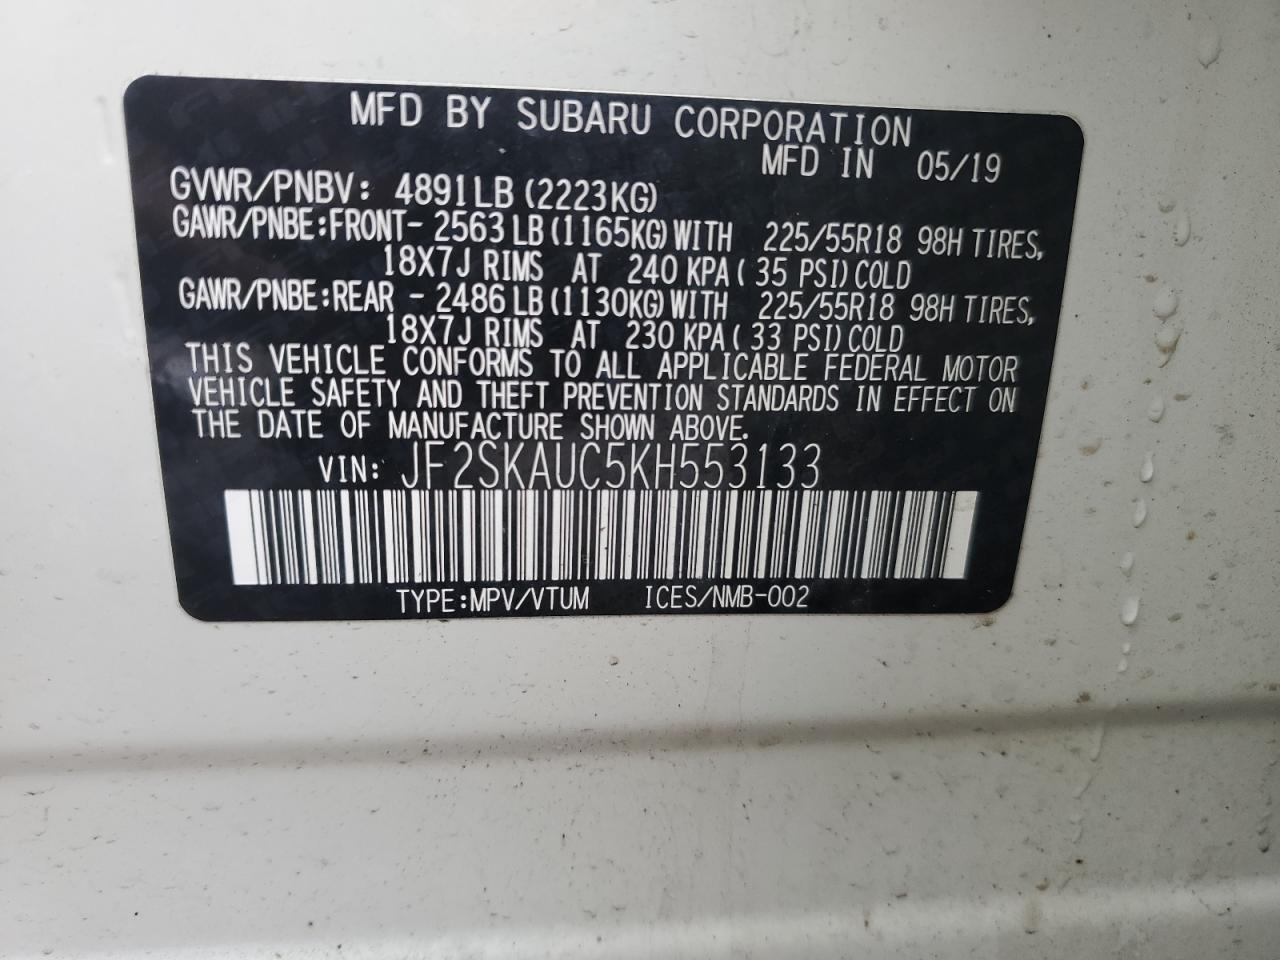 MFD BY SUBARU CORPORATION
MFD IN 05/19
GVWR/PNBV: 4891LB (2223KG)
GAWR/PNBE:FRONT- 2563 LB (1165KG) WITH 225/55R18 98H TIRES,
18X7J RIMS AT 240 KPA ( 35 PSI) COLD
GAWR/PNBE:REAR - 2486 LB (1130KG) WITH 225/55R18 98H TIRES,
18X7J RIMS AT 230 KPA ( 33 PSI) COLD
THIS VEHICLE CONFORMS TO ALL APPLICABLE FEDERAL MOTOR
VEHICLE SAFETY AND THEFT PREVENTION STANDARDS IN EFFECT ON
THE DATE OF MANUFACTURE SHOWN ABOVE.
VIN: JF2SKAUC5KH553133
TYPE:MPV/VTUM ICES/NMB-002